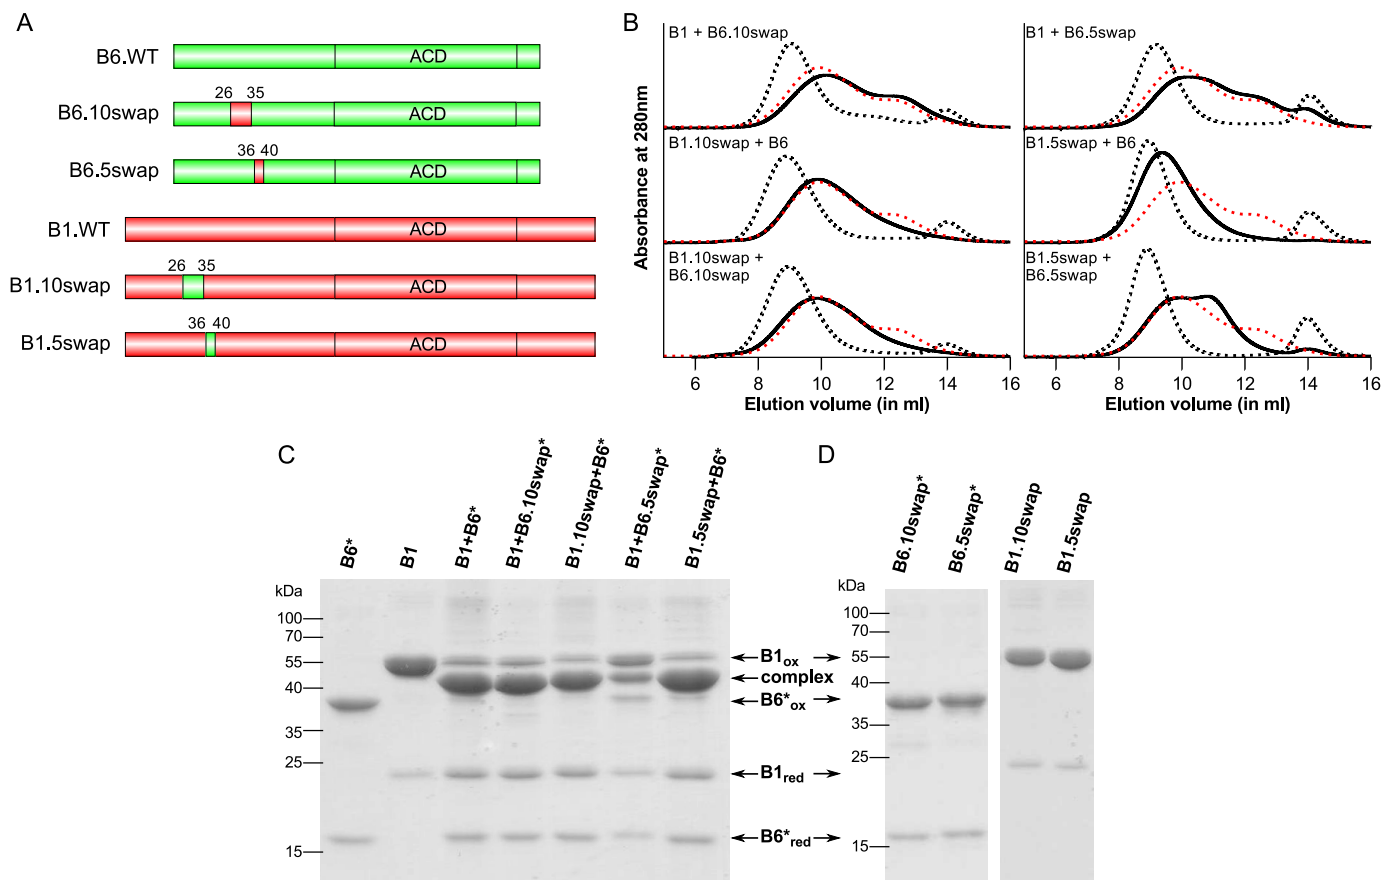 A
B6.WT
ACD
26 35
B6.10swap
ACD
36 40
B6.5swap
ACD
B1.WT
ACD
26 35
B1.10swap
ACD
36 40
B1.5swap
ACD
B
Absorbance at 280nm
B1 + B6.10swap
B1 + B6.5swap
B1.10swap + B6
B1.5swap + B6
B1.10swap +
B6.10swap
B1.5swap +
B6.5swap
6 8 10 12 14 16
6 8 10 12 14 16
Elution volume (in ml)
Elution volume (in ml)
C
B6*
B1
B1+B6*
B1+B6.10swap*
B1.10swap+B6*
B1+B6.5swap*
B1.5swap+B6*
kDa
100
70
55
40
35
25
15
B1ox
complex
B6*ox
B1red
B6*red
D
B6.10swap*
B6.5swap*
B1.10swap
B1.5swap
kDa
100
70
55
40
35
25
15